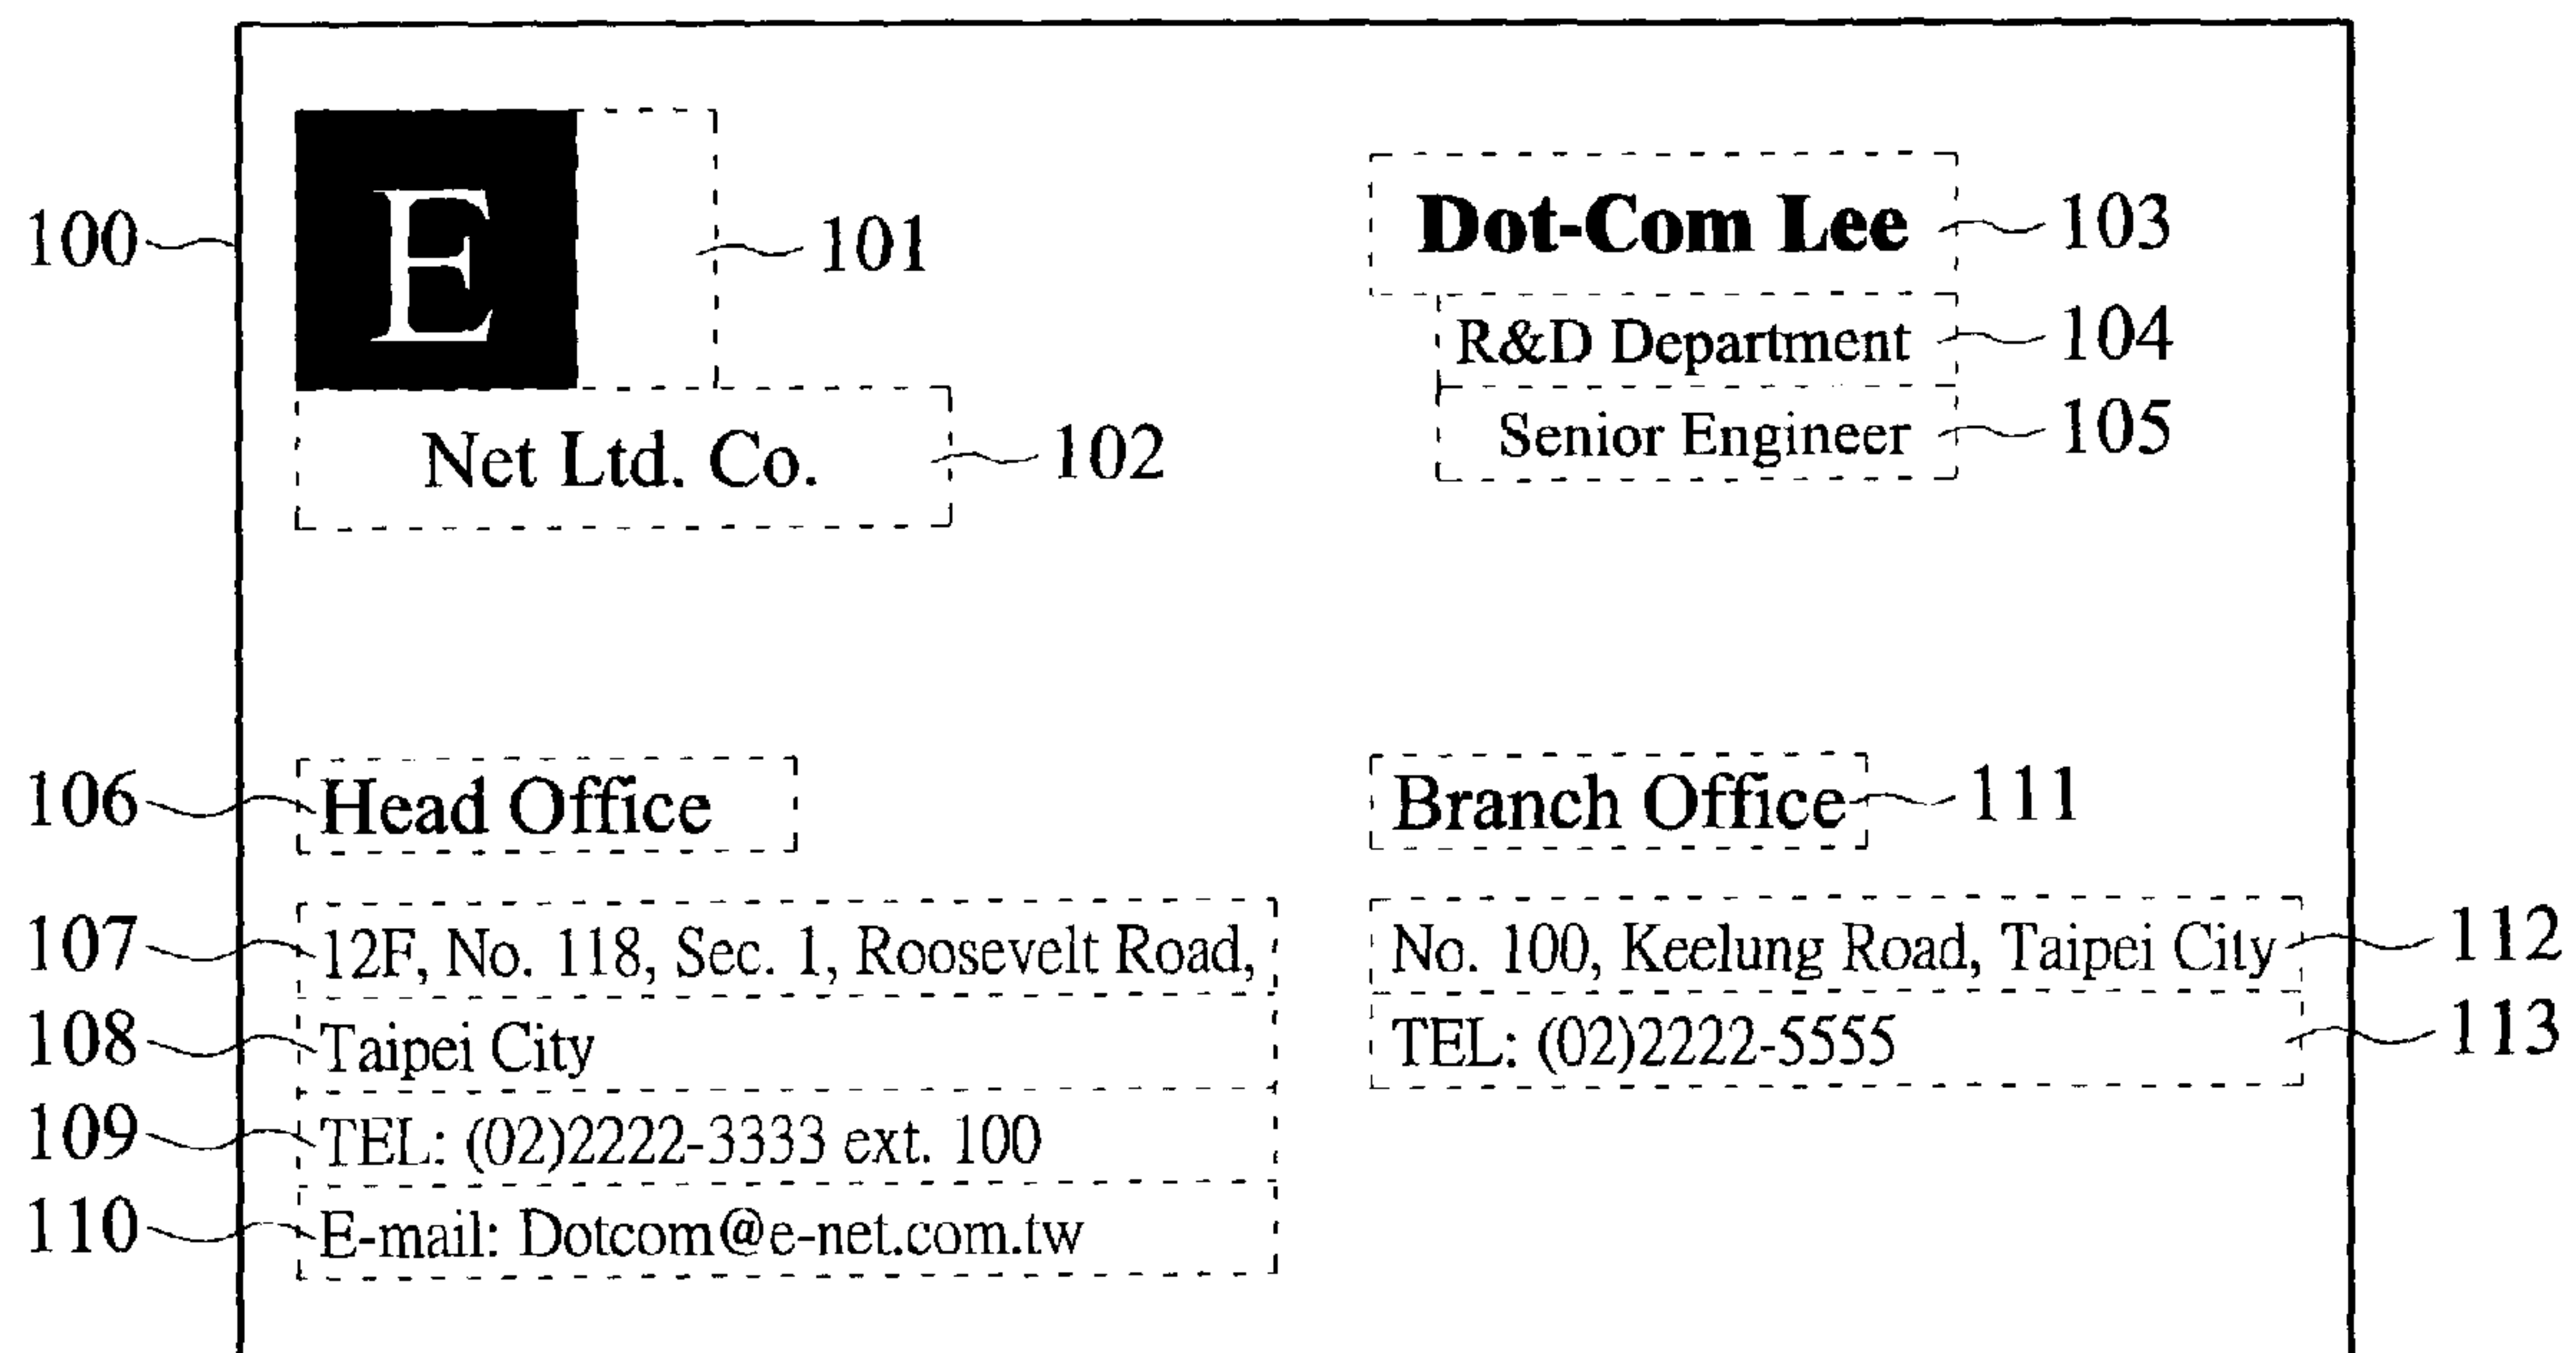 E
100
101
Net Ltd. Co.
102
Dot-Com Lee
103
R&D Department
104
Senior Engineer
105
106
Head Office
107
12F, No. 118, Sec. 1, Roosevelt Road,
108
Taipei City
109
TEL: (02)2222-3333 ext. 100
110
E-mail: Dotcom@e-net.com.tw
Branch Office
111
No. 100, Keelung Road, Taipei City
112
TEL: (02)2222-5555
113